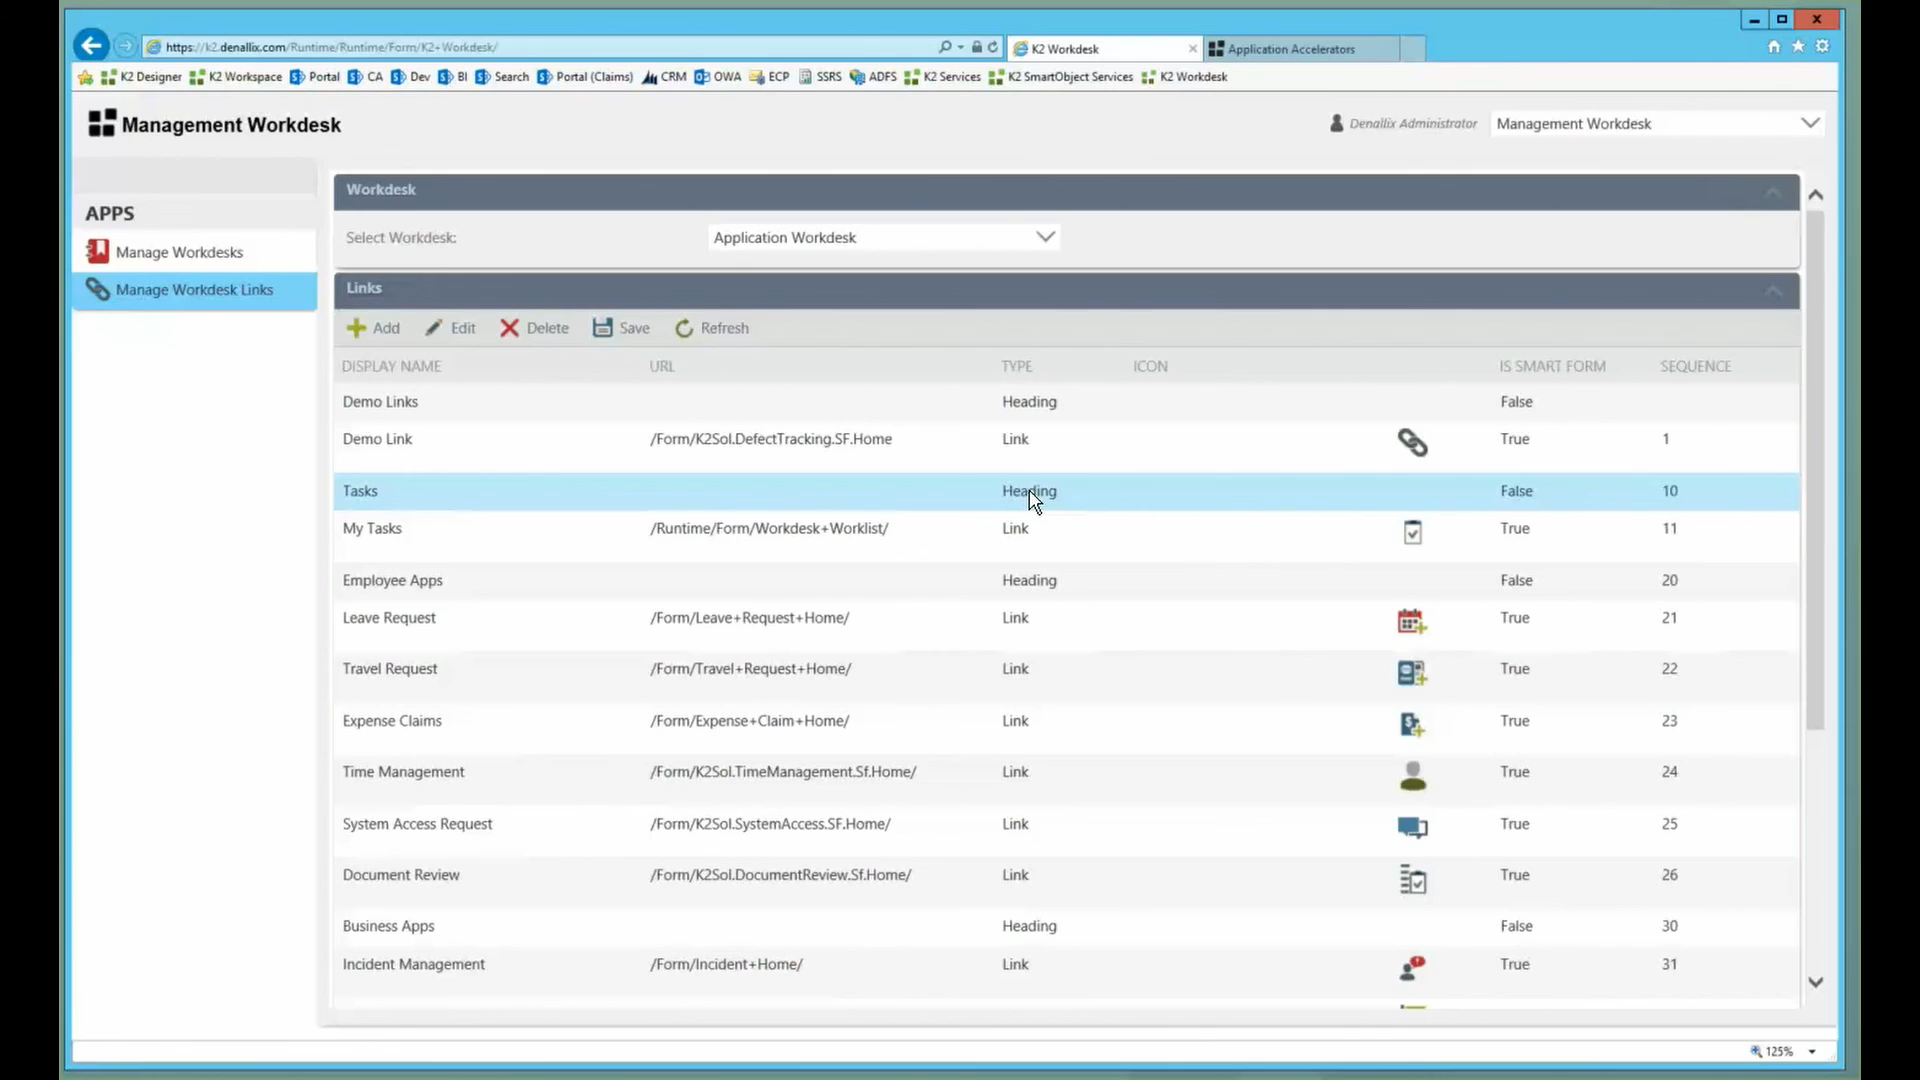 https://k2.denallix.com/Runtime/Runtime/Form/K2+Workdesk/
K2 Workdesk
Application Accelerators
K2 Designer K2 Workspace Portal CA Dev BI Search Portal (Claims) CRM OWA ECP SSRS ADFS K2 Services K2 SmartObject Services K2 Workdesk
Management Workdesk
Denallix Administrator
Management Workdesk
APPS
Manage Workdesks
Manage Workdesk Links
Workdesk
Select Workdesk: Application Workdesk
Links
Add Edit Delete Save Refresh
DISPLAY NAME URL TYPE ICON IS SMART FORM SEQUENCE
Demo Links Heading False
Demo Link /Form/K2Sol.DefectTracking.SF.Home Link True 1
Tasks Heading False 10
My Tasks /Runtime/Form/Workdesk+Worklist/ Link True 11
Employee Apps Heading False 20
Leave Request /Form/Leave+Request+Home/ Link True 21
Travel Request /Form/Travel+Request+Home/ Link True 22
Expense Claims /Form/Expense+Claim+Home/ Link True 23
Time Management /Form/K2Sol.TimeManagement.Sf.Home/ Link True 24
System Access Request /Form/K2Sol.SystemAccess.SF.Home/ Link True 25
Document Review /Form/K2Sol.DocumentReview.Sf.Home/ Link True 26
Business Apps Heading False 30
Incident Management /Form/Incident+Home/ Link True 31
125%